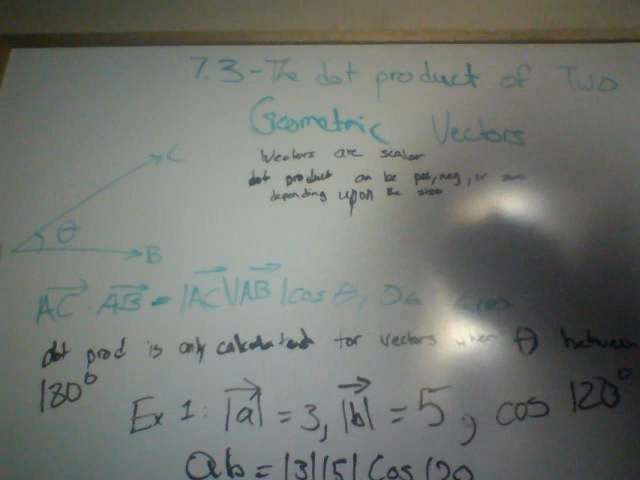 7.3 - The dot product of Two
Geometric Vectors
Vectors are scalar
dot product can be pos, neg, or
depending upon the
C
θ
B
AC · AB = |AC||AB|cos θ, 0≤
dot prod is only calculated for vectors when θ between
180°
Ex 1: |a| = 3, |b| = 5, cos 120°
ab = |3||5| cos 120